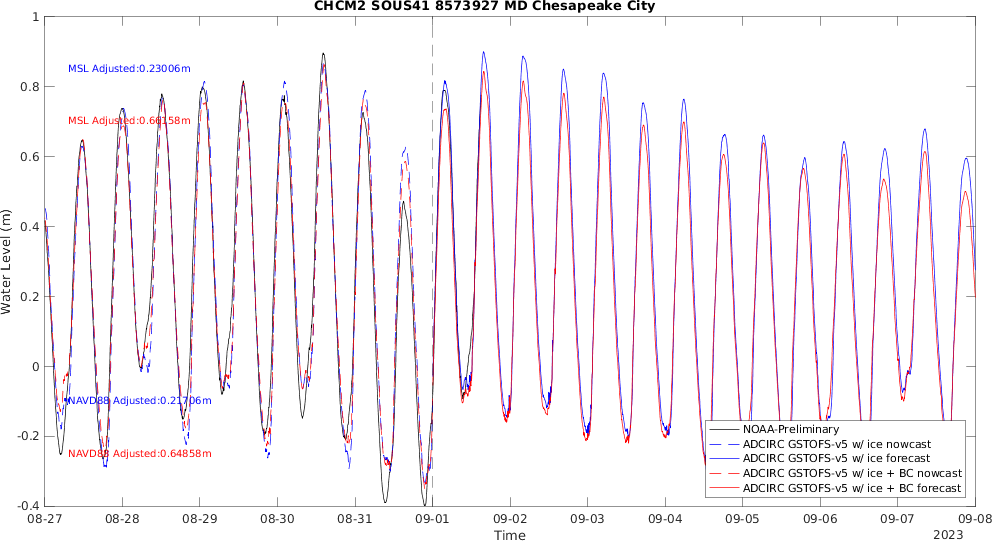 CHCM2 SOUS41 8573927 MD Chesapeake City
Water Level (m)
1
0.8
0.6
0.4
0.2
0
-0.2
-0.4
MSL Adjusted:0.23006m
MSL Adjusted:0.66158m
NAVD88 Adjusted:0.21706m
NAVD88 Adjusted:0.64858m
NOAA-Preliminary
ADCIRC GSTOFS-v5 w/ ice nowcast
ADCIRC GSTOFS-v5 w/ ice forecast
ADCIRC GSTOFS-v5 w/ ice + BC nowcast
ADCIRC GSTOFS-v5 w/ ice + BC forecast
08-27 08-28 08-29 08-30 08-31 09-01 09-02 09-03 09-04 09-05 09-06 09-07 09-08
Time
2023